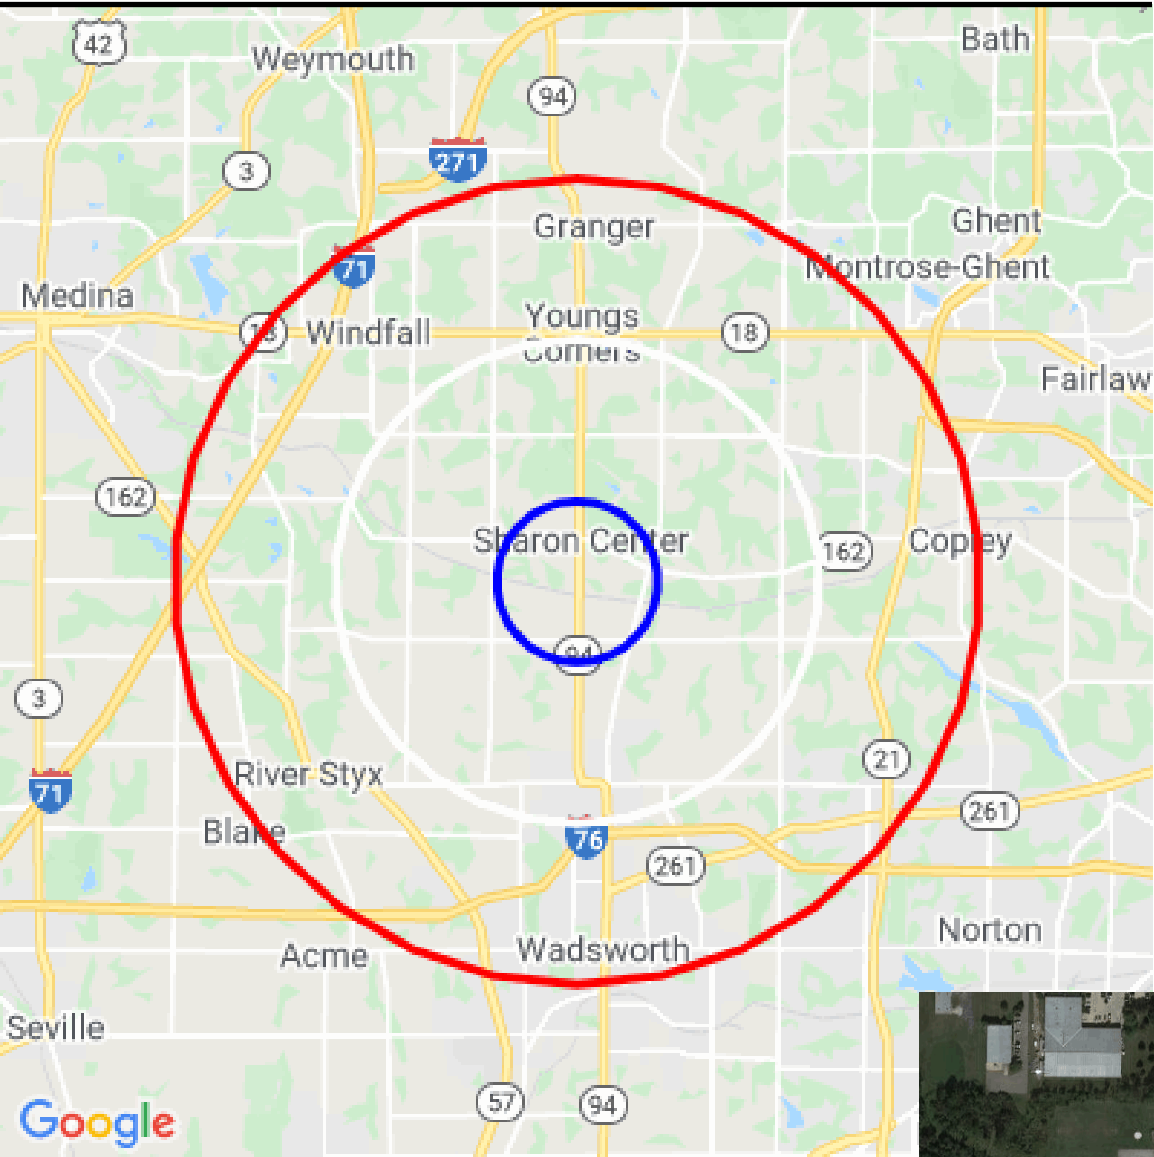 42
Weymouth
Bath
94
271
3
Ghent
Granger
71
Montrose-Ghent
Medina
Youngs
Corners
18
Windfall
18
Fairlaw
162
Sharon Center
162
Copley
94
3
21
River Styx
71
261
Blake
76
261
Norton
Wadsworth
Acme
Seville
57
94
Google